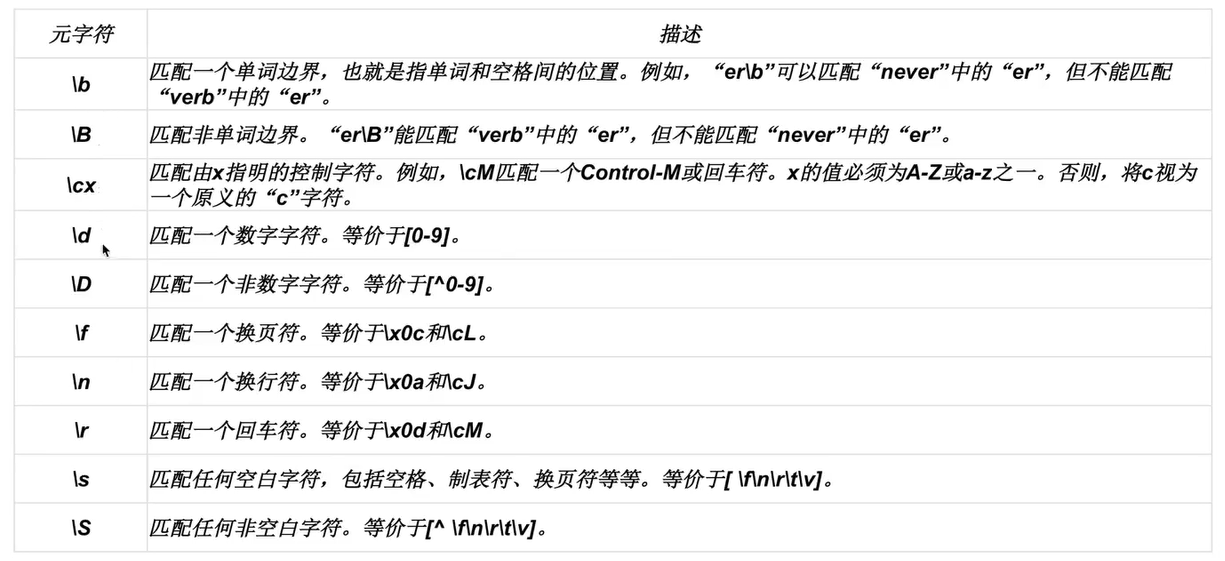 元字符 描述
\b 匹配一个单词边界，也就是指单词和空格间的位置。例如，“er\b”可以匹配“never”中的“er”，但不能匹配
“verb”中的“er”。
\B 匹配非单词边界。“er\B”能匹配“verb”中的“er”，但不能匹配“never”中的“er”。
\cx 匹配由x指明的控制字符。例如，\cM匹配一个Control-M或回车符。x的值必须为A-Z或a-z之一。否则，将c视为
一个原义的“c”字符。
\d 匹配一个数字字符。等价于[0-9]。
\D 匹配一个非数字字符。等价于[^0-9]。
\f 匹配一个换页符。等价于\x0c和\cL。
\n 匹配一个换行符。等价于\x0a和\cJ。
\r 匹配一个回车符。等价于\x0d和\cM。
\s 匹配任何空白字符，包括空格、制表符、换页符等等。等价于[ \f\n\r\t\v]。
\S 匹配任何非空白字符。等价于[^ \f\n\r\t\v]。